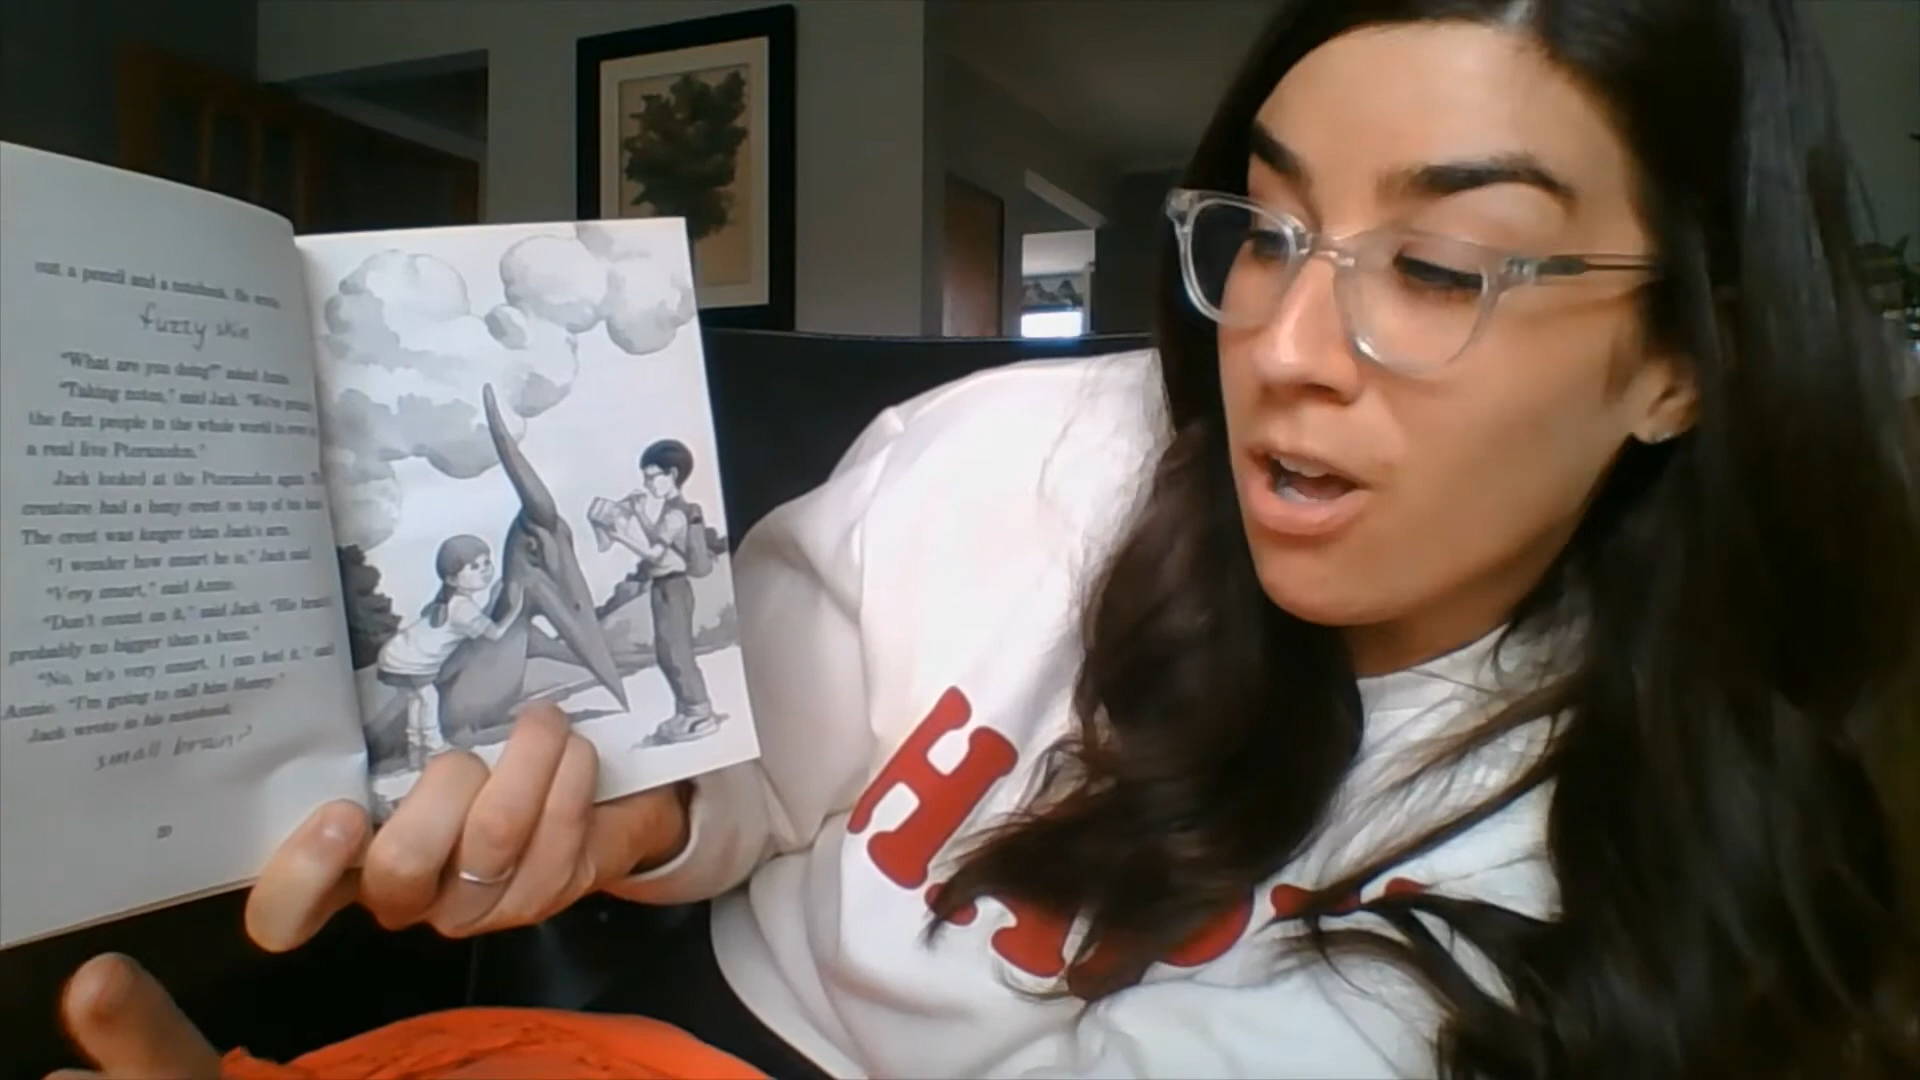 out a pencil and a notebook. He wrote
fuzzy skin
"What are you doing?" asked Annie.
"Taking notes," said Jack. "We're
the first people in the whole world to ever
a real live Pteranodon."
Jack looked at the Pteranodon again.
creature had a bony crest on top of his
The crest was longer than Jack's arm.
"I wonder how smart he is," Jack said.
"Very smart," said Annie.
"Don't count on it," said Jack. "His
probably no bigger than a bean."
"No, he's very smart. I can feel it," said
Annie. "I'm going to call him Henry."
Jack wrote in his notebook:
small brain?
H